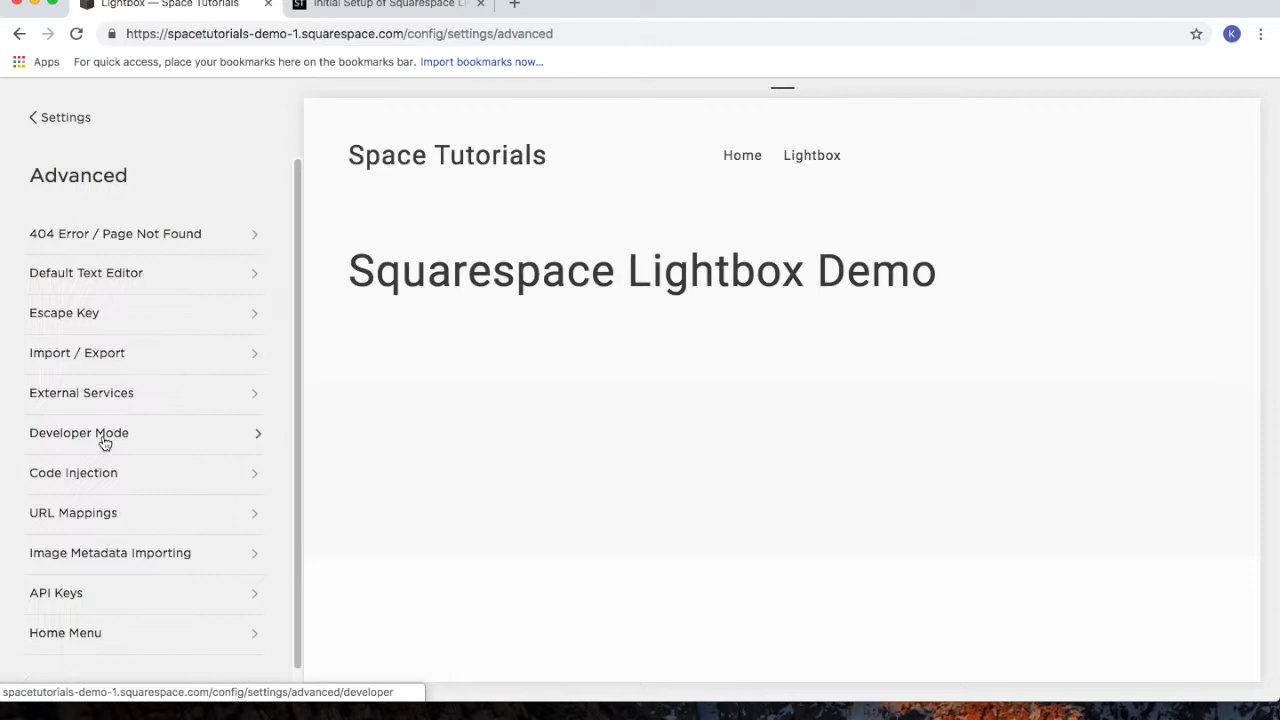 Lightbox — Space Tutorials
ST Initial Setup of Squarespace Li
https://spacetutorials-demo-1.squarespace.com/config/settings/advanced
K
Apps For quick access, place your bookmarks here on the bookmarks bar. Import bookmarks now...
Settings
Advanced
404 Error / Page Not Found
Default Text Editor
Escape Key
Import / Export
External Services
Developer Mode
Code Injection
URL Mappings
Image Metadata Importing
API Keys
Home Menu
Space Tutorials
Home Lightbox
Squarespace Lightbox Demo
spacetutorials-demo-1.squarespace.com/config/settings/advanced/developer